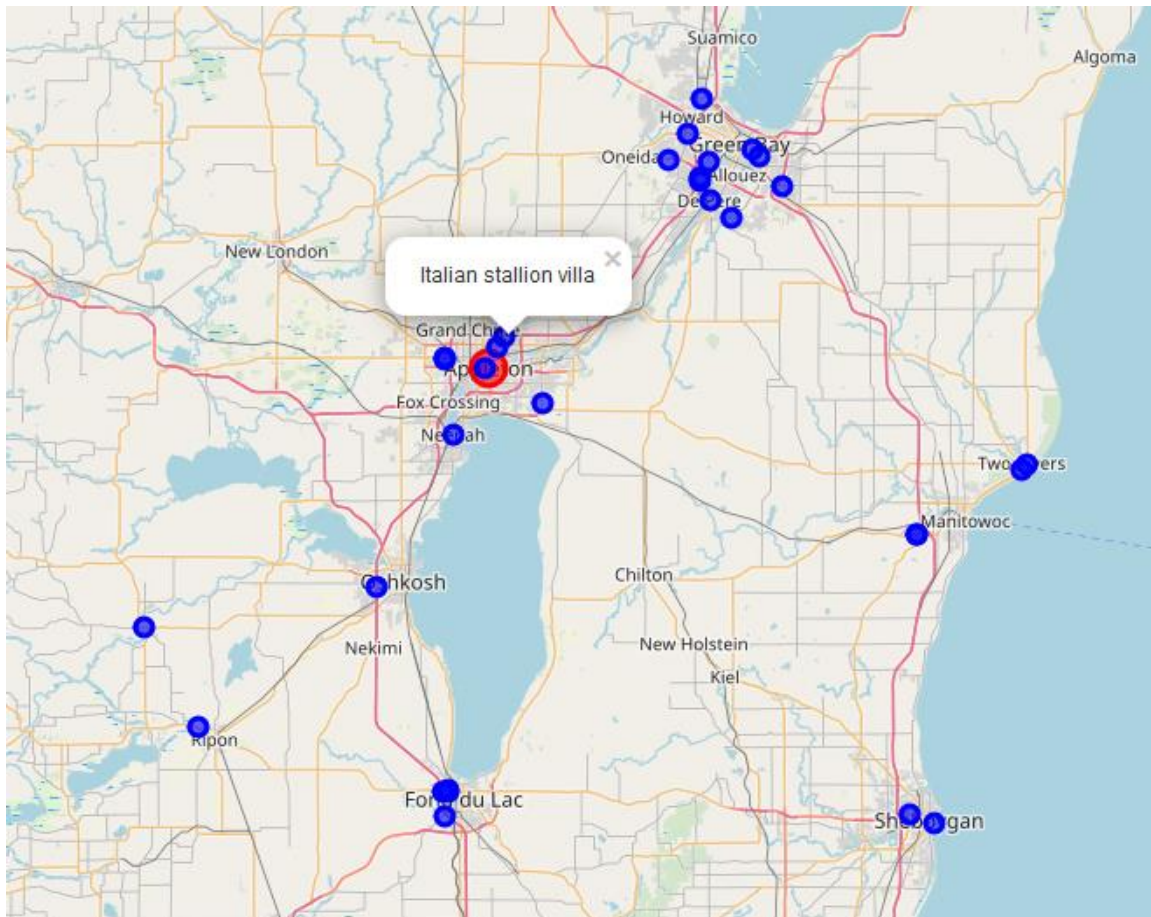 Suamico
Algoma
Howard
Green Bay
Oneida
Allouez
De Pere
New London
×
Italian stallion villa
Grand Chute
Appleton
Fox Crossing
Neenah
Two Rivers
Manitowoc
Oshkosh
Chilton
Nekimi
New Holstein
Kiel
Ripon
Fond du Lac
Sheboygan